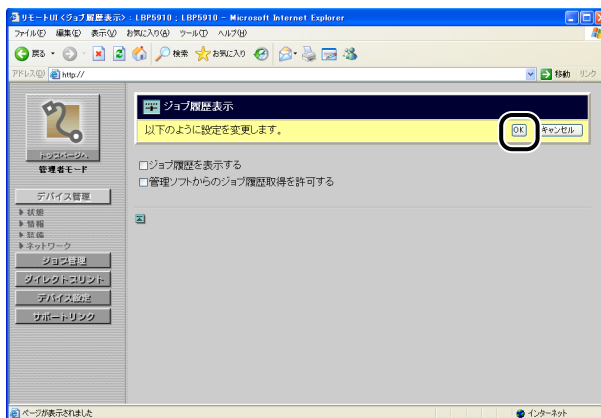 リモートUI <ジョブ履歴表示> : LBP5910 ; LBP5910 - Microsoft Internet Explorer
ファイル(F) 編集(E) 表示(V) お気に入り(A) ツール(T) ヘルプ(H)
戻る 検索 お気に入り
アドレス(D) http:// 移動 リンク
ジョブ履歴表示
以下のように設定を変更します。 OK キャンセル
トップページへ
管理者モード
ジョブ履歴を表示する
管理ソフトからのジョブ履歴取得を許可する
デバイス管理
状態
情報
装備
ネットワーク
ジョブ管理
ダイレクトプリント
デバイス設定
サポートリンク
ページが表示されました インターネット